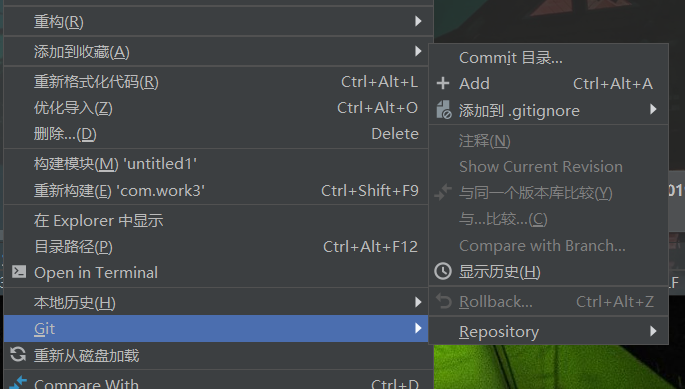 重构(R)
添加到收藏(A)
重新格式化代码(R) Ctrl+Alt+L
优化导入(Z) Ctrl+Alt+O
删除...(D) Delete
构建模块(M) 'untitled1'
重新构建(E) 'com.work3' Ctrl+Shift+F9
在 Explorer 中显示
目录路径(P) Ctrl+Alt+F12
Open in Terminal
本地历史(H)
Git
重新从磁盘加载
Compare With... Ctrl+D
Commit 目录...
Add Ctrl+Alt+A
添加到 .gitignore
注释(N)
Show Current Revision
与同一个版本库比较(Y)
与...比较...(C)
Compare with Branch...
显示历史(H)
Rollback... Ctrl+Alt+Z
Repository